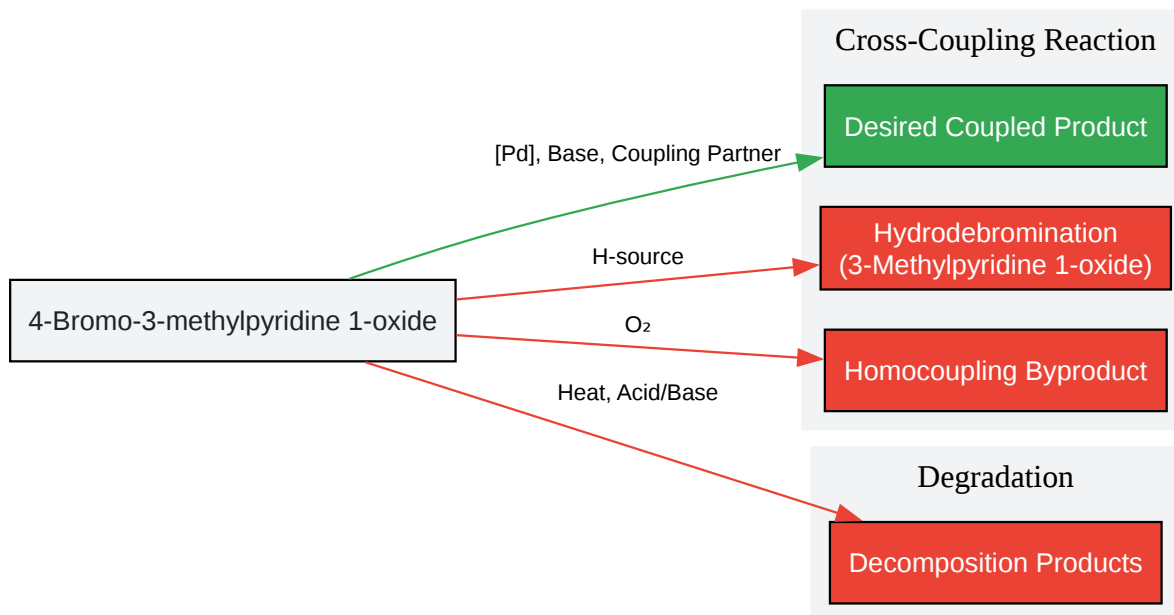 Cross-Coupling Reaction
Desired Coupled Product
[Pd], Base, Coupling Partner
Hydrodebromination
(3-Methylpyridine 1-oxide)
H-source
4-Bromo-3-methylpyridine 1-oxide
O₂
Homocoupling Byproduct
Heat, Acid/Base
Degradation
Decomposition Products